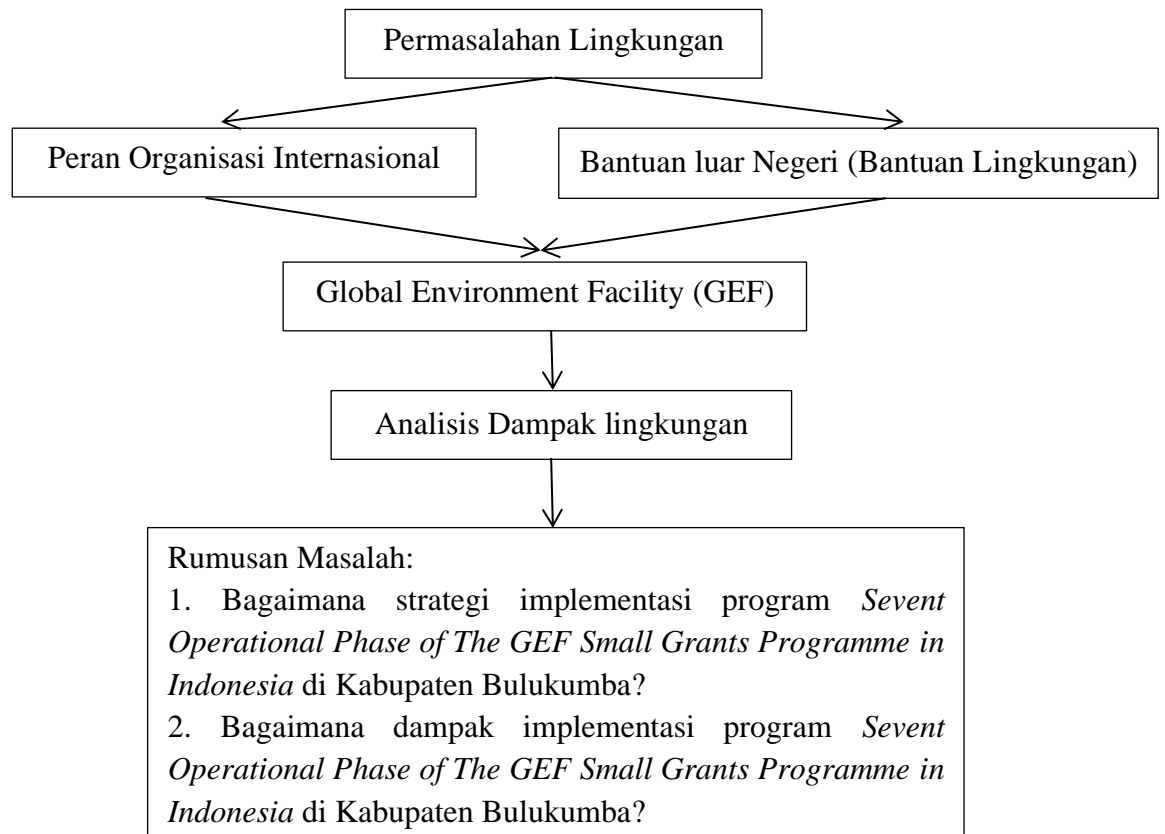 Permasalahan Lingkungan
Peran Organisasi Internasional
Bantuan luar Negeri (Bantuan Lingkungan)
Global Environment Facility (GEF)
Analisis Dampak lingkungan
Rumusan Masalah:
1. Bagaimana strategi implementasi program Sevent
Operational Phase of The GEF Small Grants Programme in
Indonesia di Kabupaten Bulukumba?
2. Bagaimana dampak implementasi program Sevent
Operational Phase of The GEF Small Grants Programme in
Indonesia di Kabupaten Bulukumba?